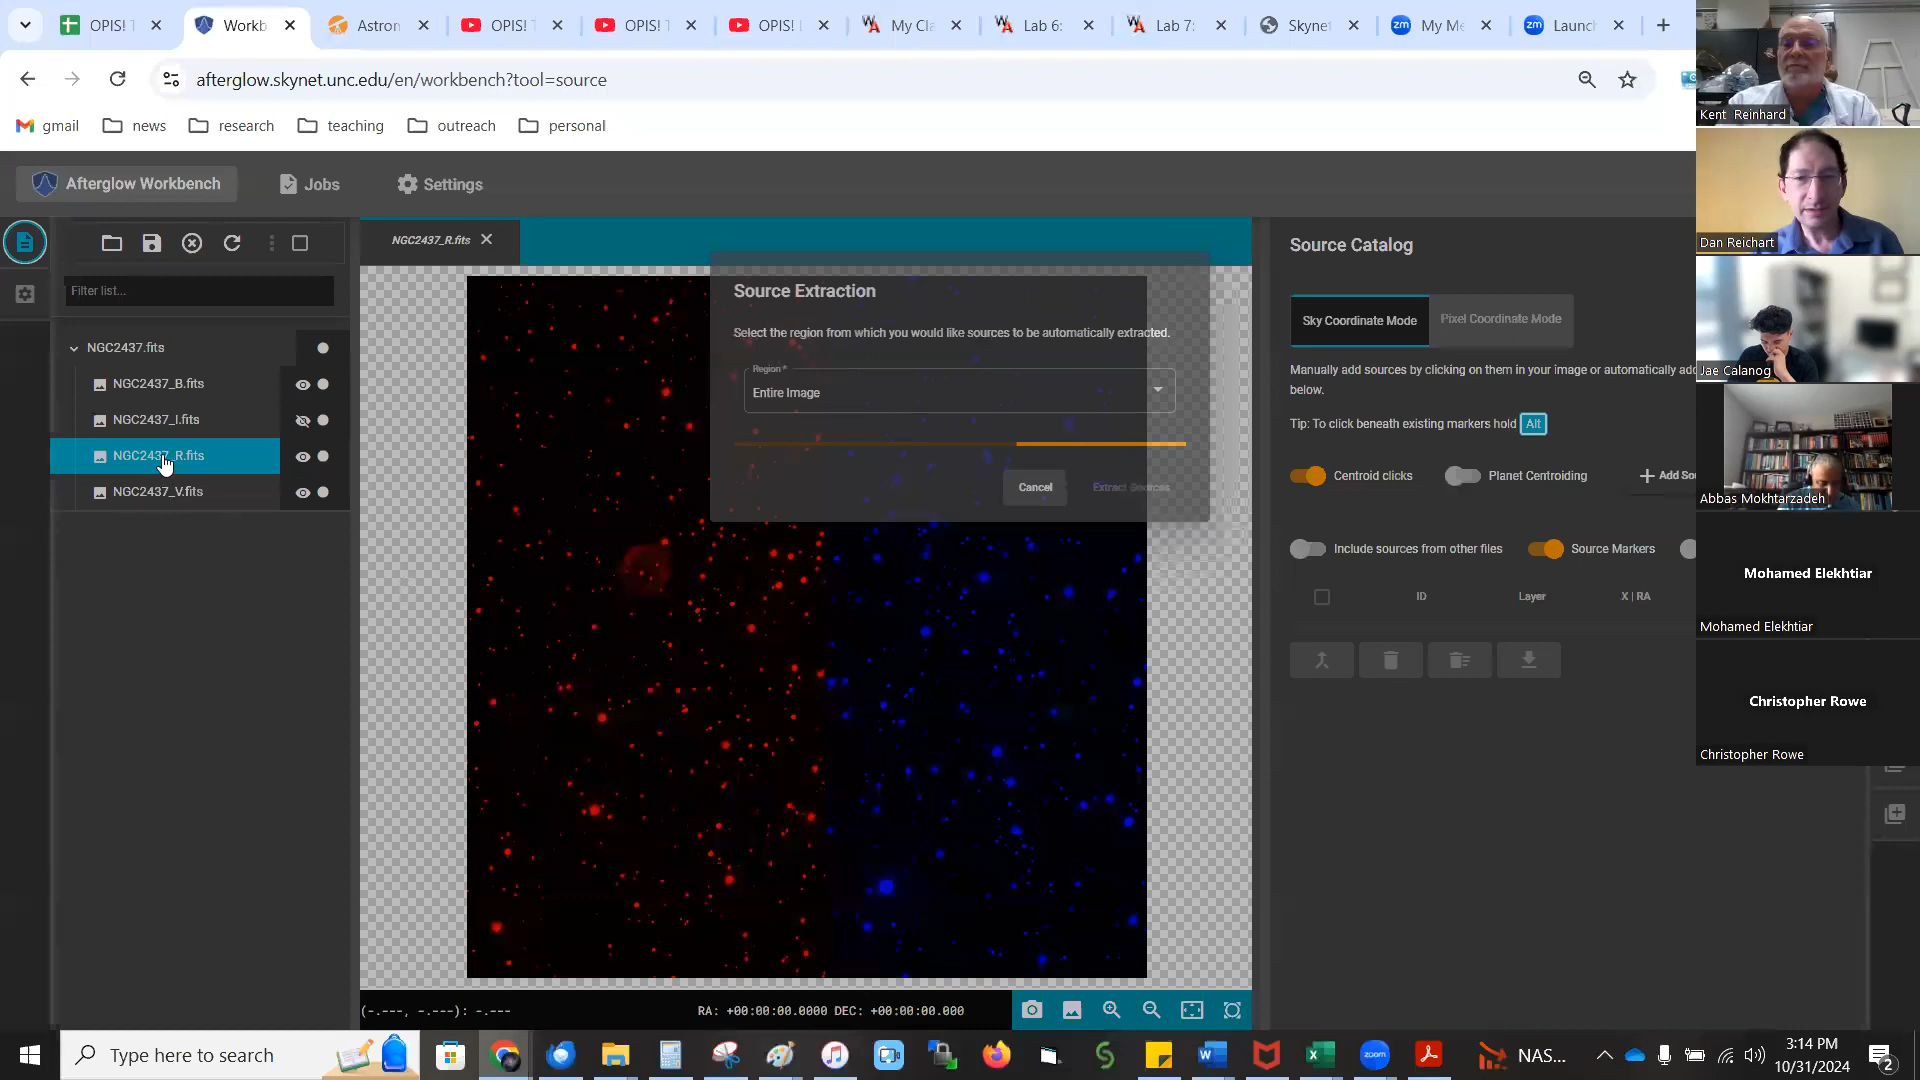 OPIS! T
Workb
Astron
OPIS! T
OPIS! T
OPIS! L
My Cla
Lab 6:
Lab 7:
Skynet
My Me
Launc
afterglow.skynet.unc.edu/en/workbench?tool=source
gmail
news
research
teaching
outreach
personal
Kent Reinhard
Dan Reichart
Jae Calanog
Abbas Mokhtarzadeh
Mohamed Elekhtiar
Mohamed Elekhtiar
Christopher Rowe
Christopher Rowe
Afterglow Workbench
Jobs
Settings
Filter list...
NGC2437.fits
NGC2437_B.fits
NGC2437_I.fits
NGC2437_R.fits
NGC2437_V.fits
NGC2437_R.fits
Source Extraction
Select the region from which you would like sources to be automatically extracted.
Region *
Entire Image
Cancel
Extract Sources
(-.---, -.---): -.---
RA: +00:00:00.0000 DEC: +00:00:00.000
Source Catalog
Sky Coordinate Mode
Pixel Coordinate Mode
Manually add sources by clicking on them in your image or automatically add
below.
Tip: To click beneath existing markers hold Alt
Centroid clicks
Planet Centroiding
Add Sou
Include sources from other files
Source Markers
ID
Layer
X | RA
Type here to search
zoom
NAS...
3:14 PM
10/31/2024
2